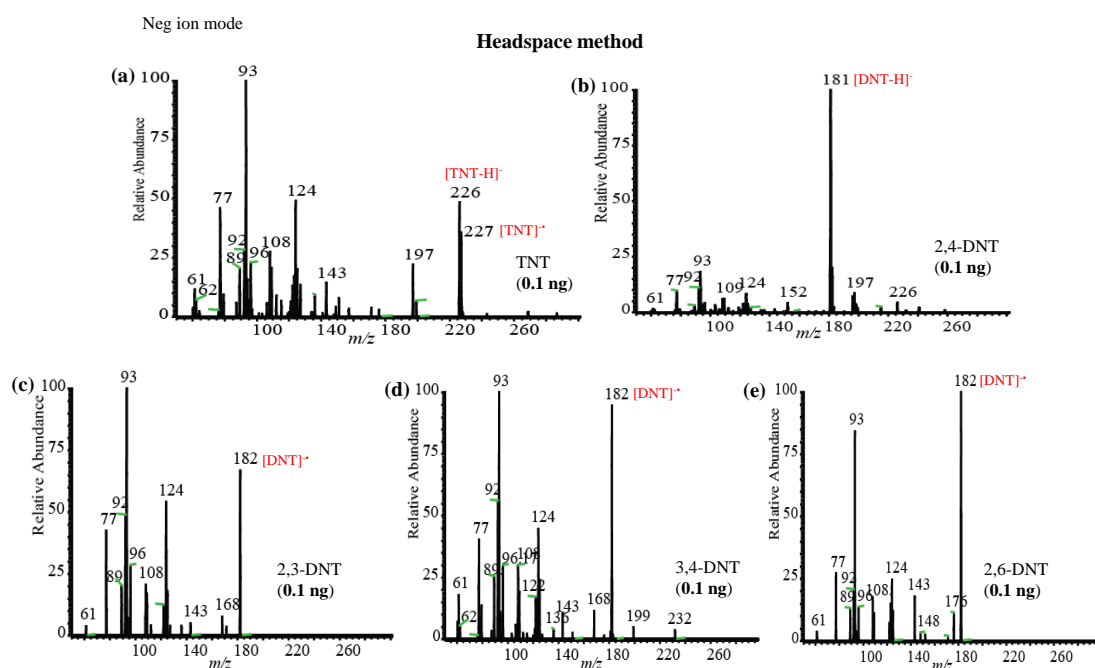 Neg ion mode
Headspace method
(a)
Relative Abundance
100
75
50
25
0
61
62
77
89
92
93
96
108
124
143
197
[TNT-H]⁻
226
227 [TNT]⁻•
TNT
(0.1 ng)
100 140 180 220 260
m/z
(b)
Relative Abundance
100
75
50
25
0
61
77
92
93
109
124
152
181 [DNT-H]⁻
197
226
2,4-DNT
(0.1 ng)
100 140 180 220 260
m/z
(c)
Relative Abundance
100
75
50
25
0
61
77
89
92
93
96
108
124
143
168
182 [DNT]⁻•
2,3-DNT
(0.1 ng)
100 140 180 220 260
m/z
(d)
Relative Abundance
100
75
50
25
0
61
62
77
89
92
93
96
108
122
124
136
143
168
182 [DNT]⁻•
199
232
3,4-DNT
(0.1 ng)
100 140 180 220 260
m/z
(e)
Relative Abundance
100
75
50
25
0
61
77
89
92
93
96
108
124
143
148
176
182 [DNT]⁻•
2,6-DNT
(0.1 ng)
100 140 180 220 260
m/z